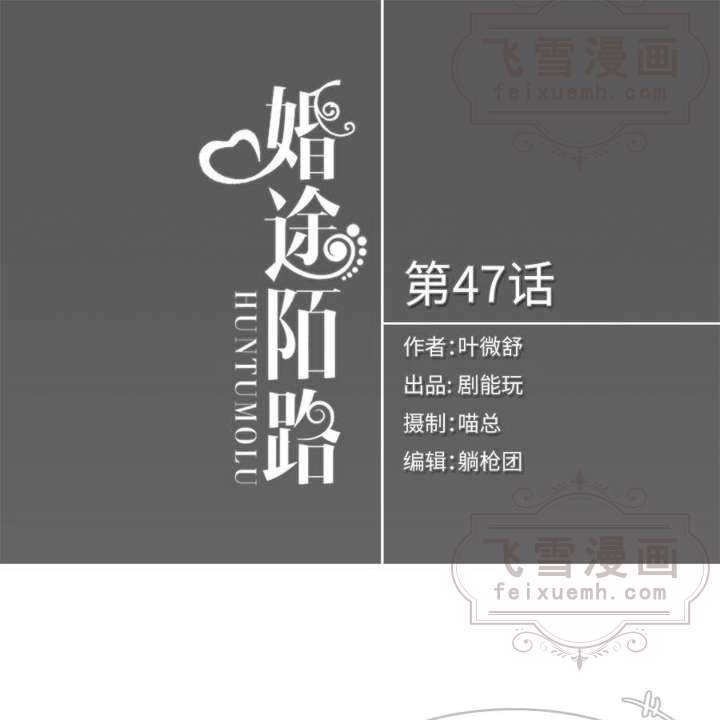 飞雪漫画
feixuemh.com
婚途陌路
HUNTUMOLU
第47话
作者:叶微舒
出品:剧能玩
摄制:喵总
编辑:躺枪团
飞雪漫画
feixuemh.com